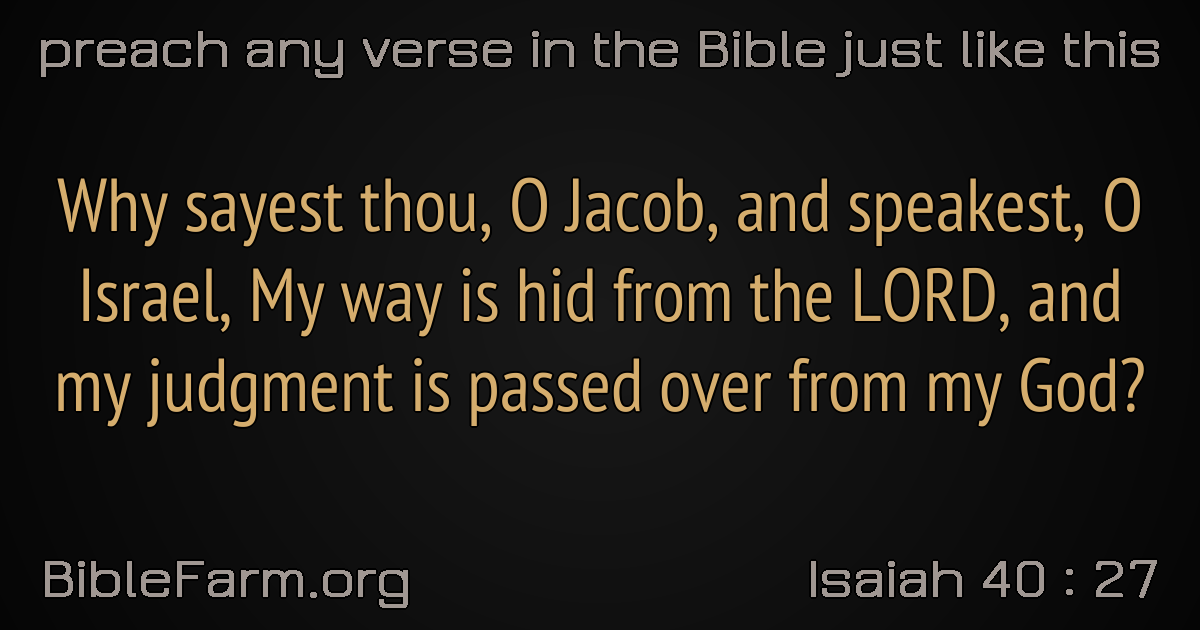 preach any verse in the Bible just like this
Why sayest thou, O Jacob, and speakest, O
Israel, My way is hid from the LORD, and
my judgment is passed over from my God?
BibleFarm.org
Isaiah 40 : 27